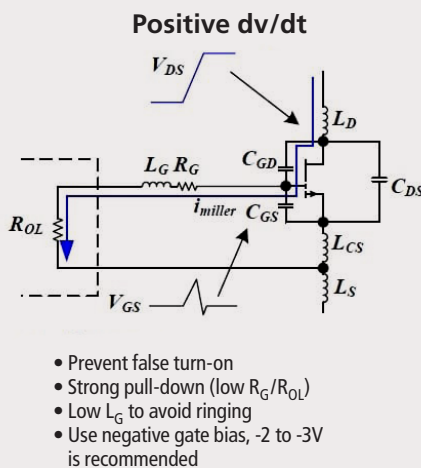 Positive dv/dt
V_DS
L_D
L_G R_G
C_GD
C_DS
i_miller
C_GS
R_OL
L_CS
V_GS
L_S
• Prevent false turn-on
• Strong pull-down (low R_G/R_OL)
• Low L_G to avoid ringing
• Use negative gate bias, -2 to -3V
is recommended